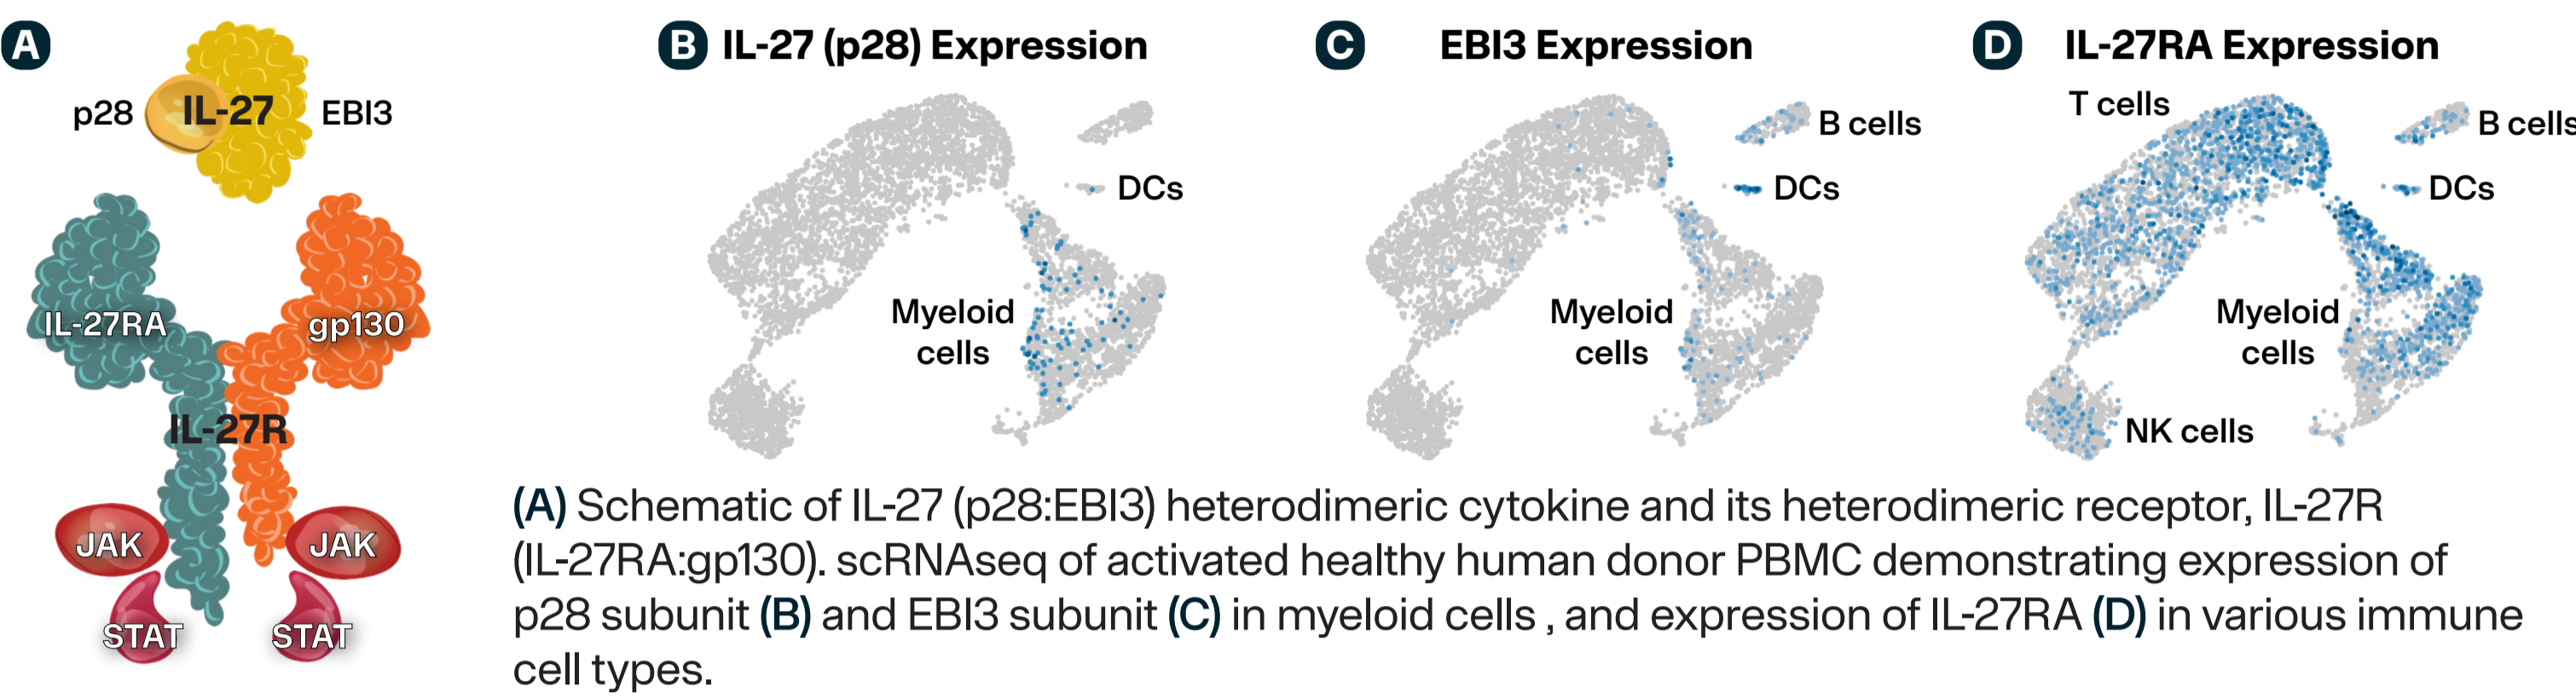 A
p28
IL-27
EBI3
IL-27RA
gp130
IL-27R
JAK
JAK
STAT
STAT
B IL-27 (p28) Expression
DCs
Myeloid
cells
C EBI3 Expression
B cells
DCs
Myeloid
cells
D IL-27RA Expression
T cells
B cells
DCs
Myeloid
cells
NK cells
(A) Schematic of IL-27 (p28:EBI3) heterodimeric cytokine and its heterodimeric receptor, IL-27R
(IL-27RA:gp130). scRNAseq of activated healthy human donor PBMC demonstrating expression of
p28 subunit (B) and EBI3 subunit (C) in myeloid cells , and expression of IL-27RA (D) in various immune
cell types.